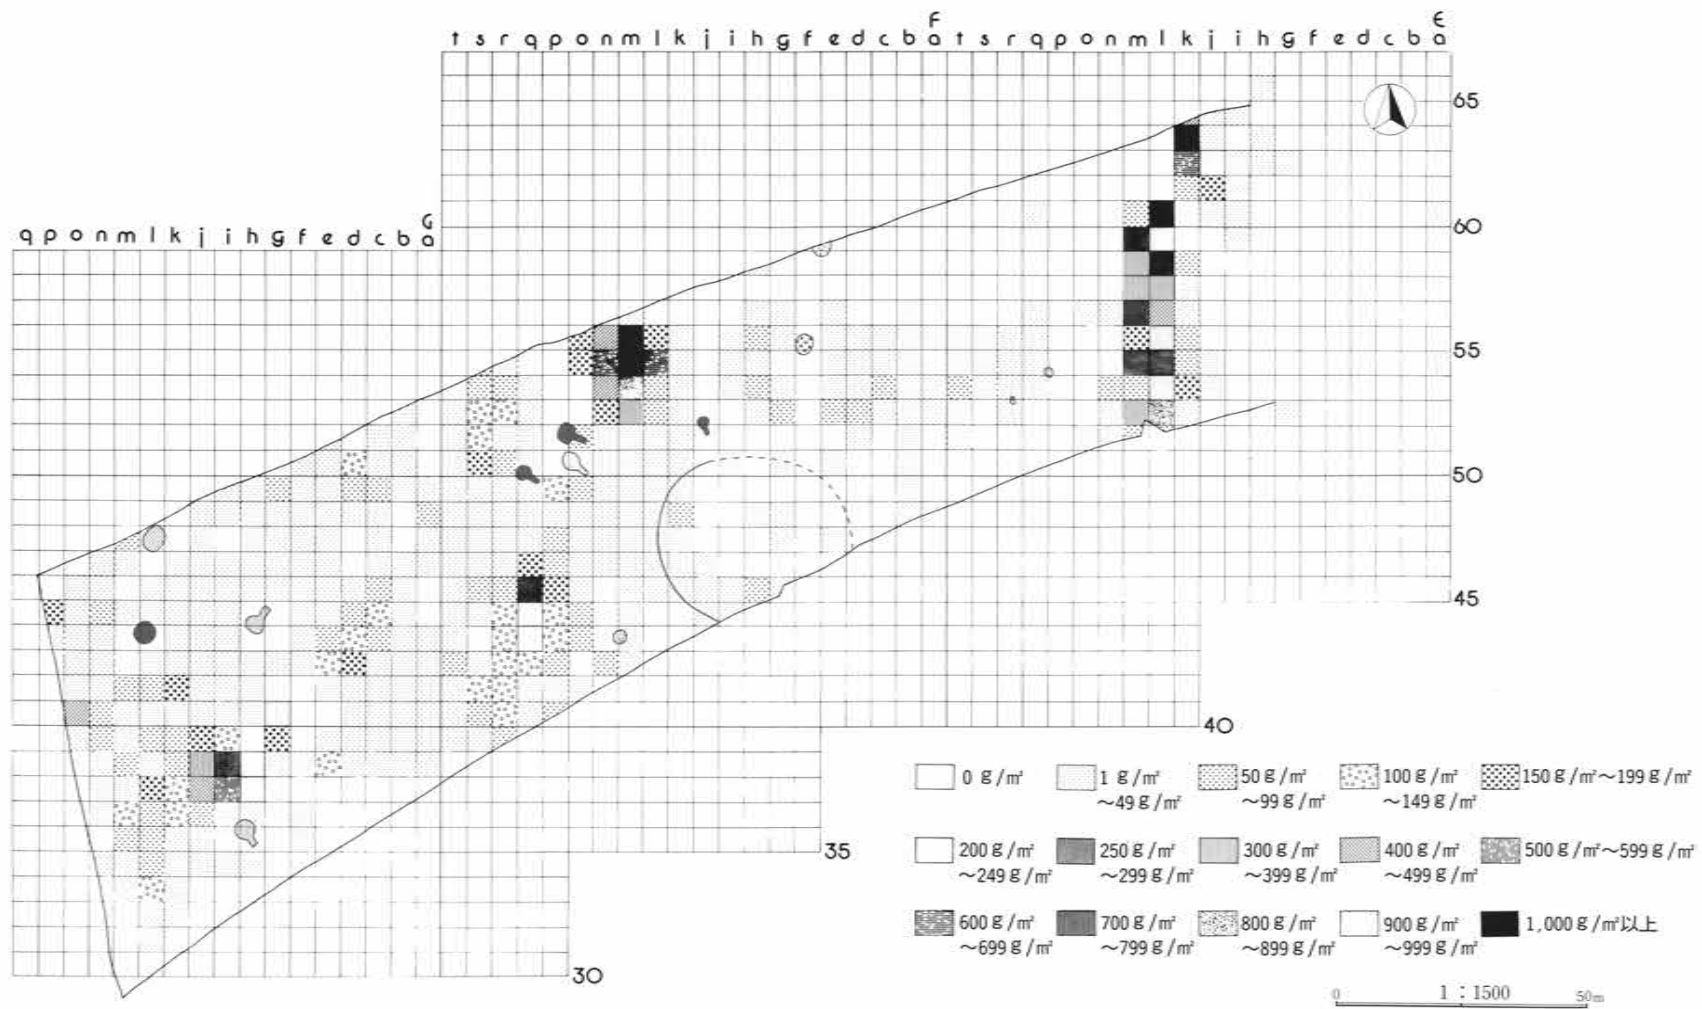 F E
t s r q p o n m l k j i h g f e d c b a t s r q p o n m l k j i h g f e d c b a
65
G
q p o n m l k j i h g f e d c b a
60
55
50
45
40
35
30
0 g/㎡
1 g/㎡
～49 g/㎡
50 g/㎡
～99 g/㎡
100 g/㎡
～149 g/㎡
150 g/㎡～199 g/㎡
200 g/㎡
～249 g/㎡
250 g/㎡
～299 g/㎡
300 g/㎡
～399 g/㎡
400 g/㎡
～499 g/㎡
500 g/㎡～599 g/㎡
600 g/㎡
～699 g/㎡
700 g/㎡
～799 g/㎡
800 g/㎡
～899 g/㎡
900 g/㎡
～999 g/㎡
1,000 g/㎡以上
0 1：1500 50m